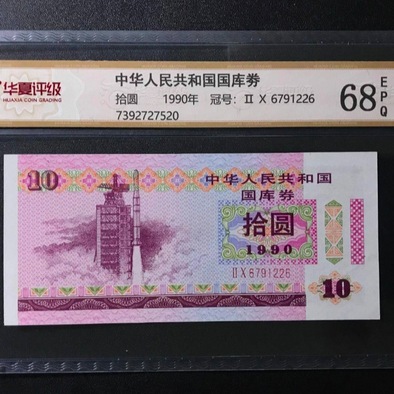 华夏评级
HUAXIA COIN GRADING
中华人民共和国国库劵
拾圆 1990年 冠号: II X 6791226
7392727520
68 EPQ
10
中华人民共和国
国库券
拾圆
1990
II X 6791226
10